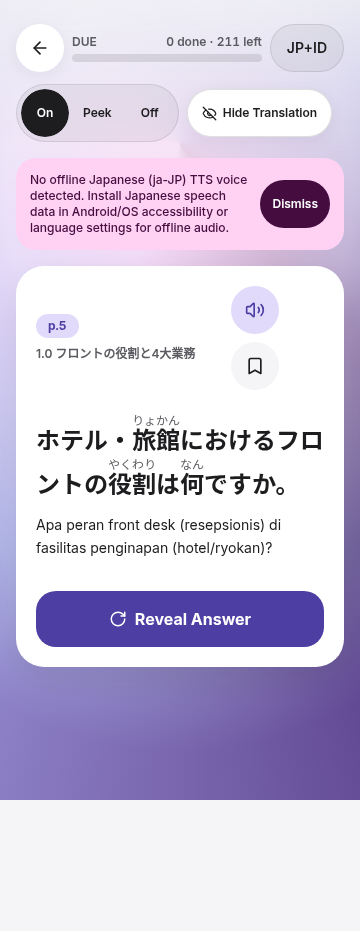 DUE
0 done · 211 left
JP+ID
On
Peek
Off
Hide Translation
No offline Japanese (ja-JP) TTS voice
detected. Install Japanese speech
data in Android/OS accessibility or
language settings for offline audio.
Dismiss
p.5
1.0 フロントの役割と4大業務
りょかん
ホテル・旅館におけるフロ
やくわり なん
ントの役割は何ですか。
Apa peran front desk (resepsionis) di
fasilitas penginapan (hotel/ryokan)?
Reveal Answer